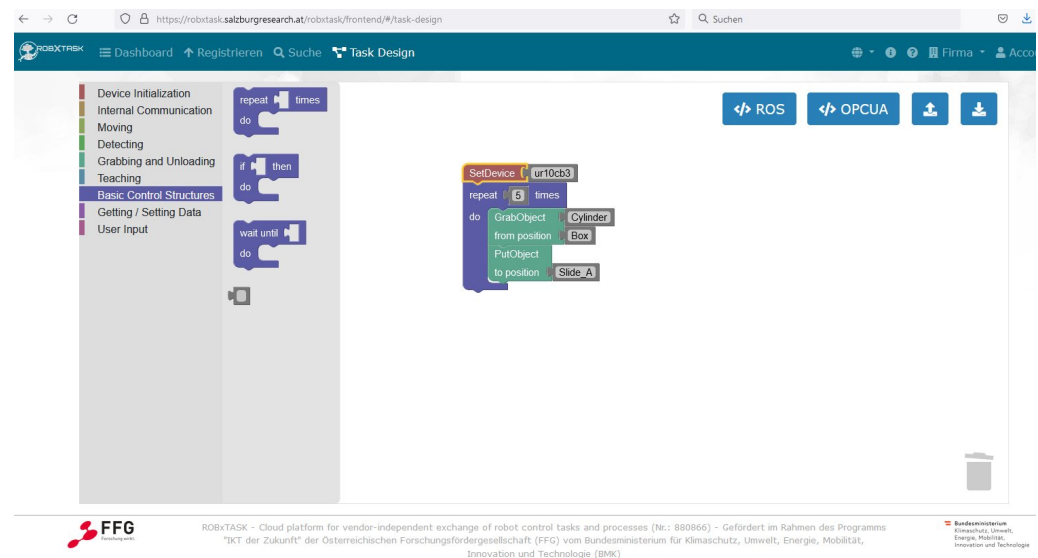 https://robxtask.salzburgresearch.at/robxtask/frontend/#/task-design
Suchen
ROBXTASK
Dashboard
Registrieren
Suche
Task Design
Firma
Accou
Device Initialization
Internal Communication
Moving
Detecting
Grabbing and Unloading
Teaching
Basic Control Structures
Getting / Setting Data
User Input
repeat times
do
if then
do
wait until
do
</> ROS
</> OPCUA
SetDevice ur10cb3
repeat 5 times
do GrabObject Cylinder
from position Box
PutObject
to position Slide_A
FFG
Forschung wirkt.
ROBxTASK - Cloud platform for vendor-independent exchange of robot control tasks and processes (Nr.: 880866) - Gefördert im Rahmen des Programms
"IKT der Zukunft" der Österreichischen Forschungsfördergesellschaft (FFG) vom Bundesministerium für Klimaschutz, Umwelt, Energie, Mobilität,
Innovation und Technologie (BMK)
Bundesministerium
Klimaschutz, Umwelt,
Energie, Mobilität,
Innovation und Technologie